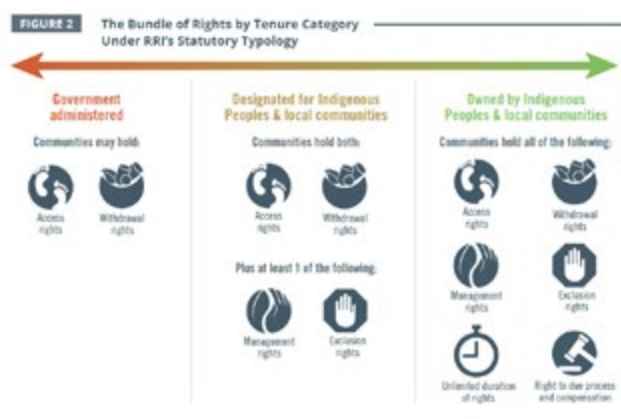 FIGURE 2
The Bundle of Rights by Tenure Category
Under RRI's Statutory Typology
Government
administered
Communities may hold:
Access
rights
Withdrawal
rights
Designated for Indigenous
Peoples & local communities
Communities hold both:
Access
rights
Withdrawal
rights
Plus at least 1 of the following:
Management
rights
Exclusion
rights
Owned by Indigenous
Peoples & local communities
Communities hold all of the following:
Access
rights
Withdrawal
rights
Management
rights
Exclusion
rights
Unlimited duration
of rights
Right to due process
and compensation